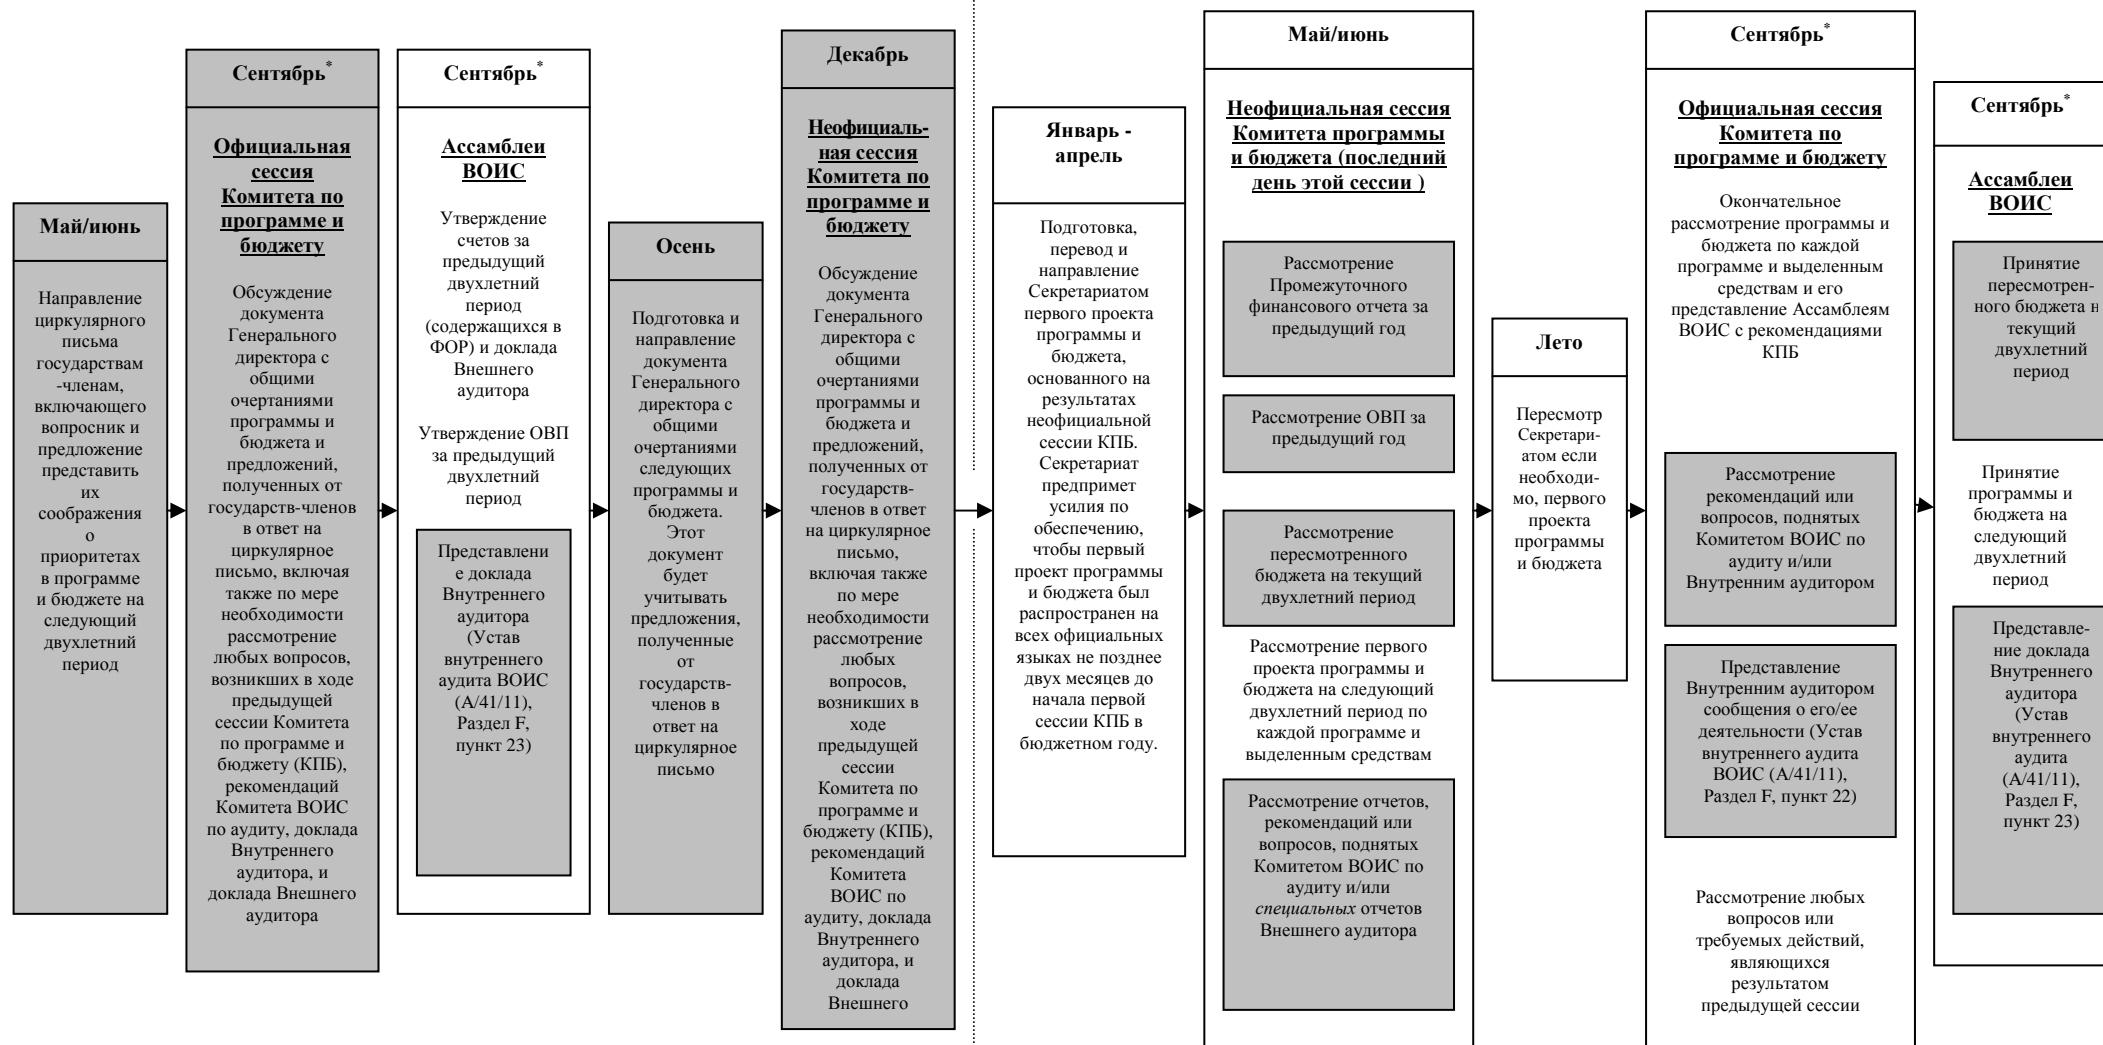 Май/июнь
Направление
циркулярного
письма
государствам
-членам,
включающего
вопросник и
предложение
представить
их
соображения
о
приоритетах
в программе
и бюджете на
следующий
двухлетний
период
Сентябрь*
Официальная
сессия
Комитета по
программе и
бюджету
Обсуждение
документа
Генерального
директора с
общими
очертаниями
программы и
бюджета и
предложений,
полученных от
государств-членов
в ответ на
циркулярное
письмо, включая
также по мере
необходимости
рассмотрение
любых вопросов,
возникших в ходе
предыдущей
сессии Комитета
по программе и
бюджету (КПБ),
рекомендаций
Комитета ВОИС
по аудиту, доклада
Внутреннего
аудитора, и
доклада Внешнего
аудитора
Сентябрь*
Ассамблеи
ВОИС
Утверждение
счетов за
предыдущий
двухлетний
период
(содержащихся в
ФОР) и доклада
Внешнего
аудитора
Утверждение ОВП
за предыдущий
двухлетний
период
Представлени
е доклада
Внутреннего
аудитора
(Устав
внутреннего
аудита ВОИС
(A/41/11),
Раздел F,
пункт 23)
Осень
Подготовка и
направление
документа
Генерального
директора с
общими
очертаниями
следующих
программы и
бюджета.
Этот
документ
будет
учитывать
предложения,
полученные
от
государств-
членов в
ответ на
циркулярное
письмо
Декабрь
Неофициаль-
ная сессия
Комитета по
программе и
бюджету
Обсуждение
документа
Генерального
директора с
общими
очертаниями
программы и
бюджета и
предложений,
полученных от
государств-
членов в ответ
на циркулярное
письмо,
включая также
по мере
необходимости
рассмотрение
любых
вопросов,
возникших в
ходе
предыдущей
сессии
Комитета по
программе и
бюджету (КПБ),
рекомендаций
Комитета
ВОИС по
аудиту, доклада
Внутреннего
аудитора, и
доклада
Внешнего
Январь -
апрель
Подготовка,
перевод и
направление
Секретариатом
первого проекта
программы и
бюджета,
основанного на
результатах
неофициальной
сессии КПБ.
Секретариат
предпримет
усилия по
обеспечению,
чтобы первый
проект программы
и бюджета был
распространен на
всех официальных
языках не позднее
двух месяцев до
начала первой
сессии КПБ в
бюджетном году.
Май/июнь
Неофициальная сессия
Комитета программы
и бюджета (последний
день этой сессии )
Рассмотрение
Промежуточного
финансового отчета за
предыдущий год
Рассмотрение ОВП за
предыдущий год
Рассмотрение
пересмотренного
бюджета на текущий
двухлетний период
Рассмотрение первого
проекта программы и
бюджета на следующий
двухлетний период по
каждой программе и
выделенным средствам
Рассмотрение отчетов,
рекомендаций или
вопросов, поднятых
Комитетом ВОИС по
аудиту и/или
специальных отчетов
Внешнего аудитора
Лето
Пересмотр
Секретари-
атом если
необходи-
мо, первого
проекта
программы
и бюджета
Сентябрь*
Официальная сессия
Комитета по
программе и бюджету
Окончательное
рассмотрение программы и
бюджета по каждой
программе и выделенным
средствам и его
представление Ассамблеям
ВОИС с рекомендациями
КПБ
Рассмотрение
рекомендаций или
вопросов, поднятых
Комитетом ВОИС по
аудиту и/или
Внутренним аудитором
Представление
Внутренним аудитором
сообщения о его/ее
деятельности (Устав
внутреннего аудита
ВОИС (A/41/11),
Раздел F, пункт 22)
Рассмотрение любых
вопросов или
требуемых действий,
являющихся
результатом
предыдущей сессии
Сентябрь*
Ассамблеи
ВОИС
Принятие
пересмотрен-
ного бюджета н
текущий
двухлетний
период
Принятие
программы и
бюджета на
следующий
двухлетний
период
Представле-
ние доклада
Внутреннего
аудитора
(Устав
внутреннего
аудита
(A/41/11),
Раздел F,
пункт 23)